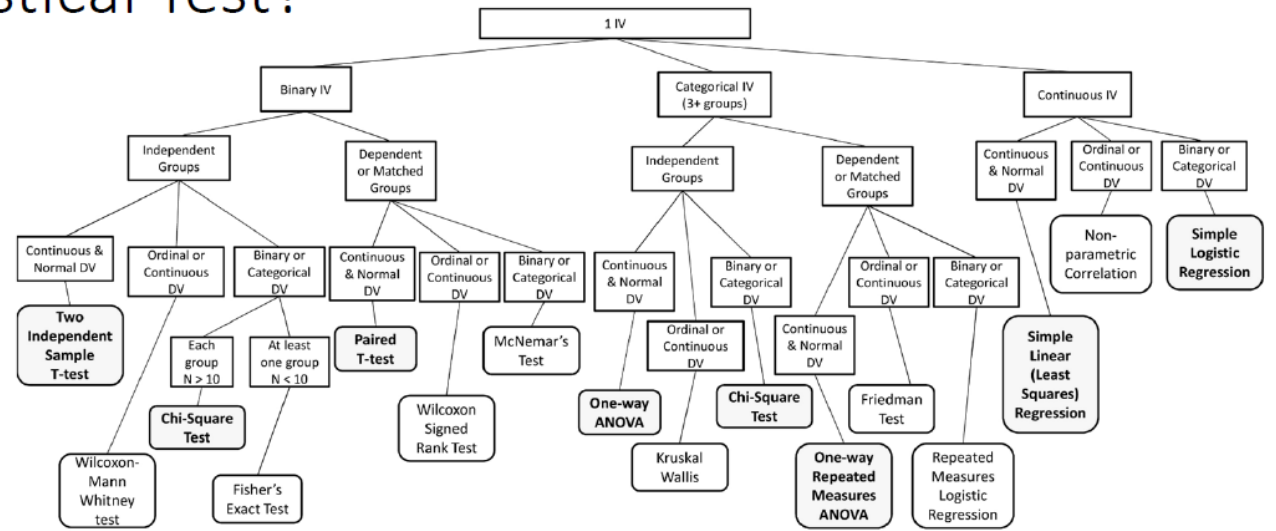 stical Test?
1 IV
Binary IV
Categorical IV
(3+ groups)
Continuous IV
Independent
Groups
Dependent
or Matched
Groups
Independent
Groups
Dependent
or Matched
Groups
Continuous
& Normal
DV
Ordinal or
Continuous
DV
Binary or
Categorical
DV
Continuous &
Normal DV
Ordinal or
Continuous
DV
Binary or
Categorical
DV
Continuous
& Normal
DV
Ordinal or
Continuous
DV
Binary or
Categorical
DV
Continuous
& Normal
DV
Ordinal or
Continuous
DV
Binary or
Categorical
DV
Continuous
& Normal
DV
Ordinal or
Continuous
DV
Binary or
Categorical
DV
Non-
parametric
Correlation
Simple
Logistic
Regression
Two
Independent
Sample
T-test
Each
group
N > 10
At least
one group
N < 10
Paired
T-test
McNemar's
Test
Simple
Linear
(Least
Squares)
Regression
Chi-Square
Test
Wilcoxon
Signed
Rank Test
One-way
ANOVA
Chi-Square
Test
Friedman
Test
Wilcoxon-
Mann
Whitney
test
Fisher's
Exact Test
Kruskal
Wallis
One-way
Repeated
Measures
ANOVA
Repeated
Measures
Logistic
Regression